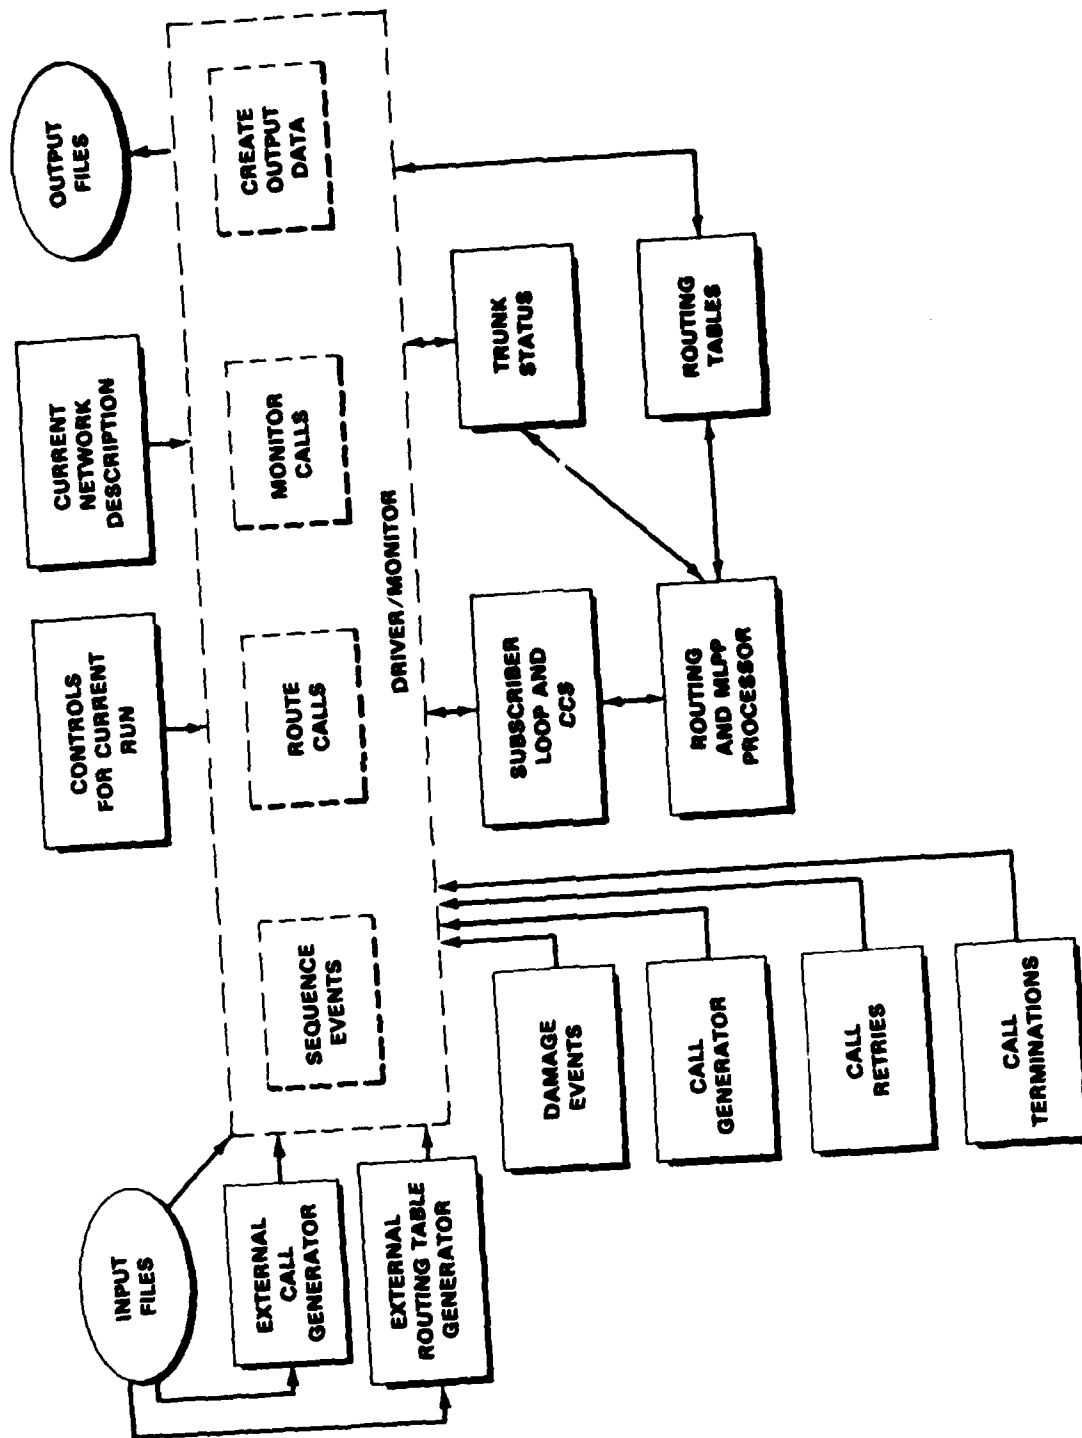 INPUT
FILES
EXTERNAL
CALL
GENERATOR
EXTERNAL
ROUTING TABLE
GENERATOR
CONTROLS
FOR CURRENT
RUN
CURRENT
NETWORK
DESCRIPTION
OUTPUT
FILES
SEQUENCE
EVENTS
ROUTE
CALLS
MONITOR
CALLS
CREATE
OUTPUT
DATA
DRIVER/MONITOR
DAMAGE
EVENTS
CALL
GENERATOR
CALL
RETRIES
CALL
TERMINATIONS
SUBSCRIBER
LOOP AND
CCS
TRUNK
STATUS
ROUTING
AND MLPP
PROCESSOR
ROUTING
TABLES